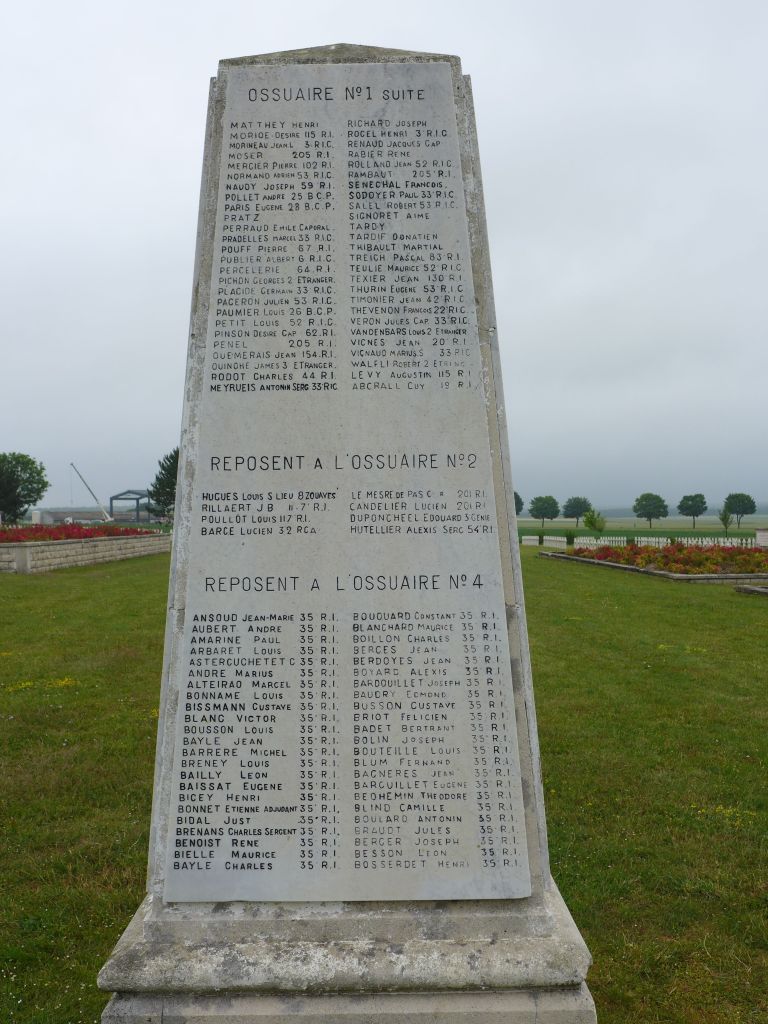 OSSUAIRE Nº1 SUITE
MATTHEY HENRI
MORIOE DESIRE 115 R.I.
MORINEAU JEAN.L 3 R.I.C.
MOSER 205 R.I.
MERCIER PIERRE 102 R.I.
NORMAND ADRIEN 53 R.I.C.
NAUDY JOSEPH 59 R.I.
POLLET ANDRE 25 B.C.P.
PARIS EUGENE 28 B.C.P.
PRATZ
PERRAUD EMILE CAPORAL
PRADELLES MARCEL 33 R.I.C.
POUFF PIERRE 67 R.I.
PUBLIER ALBERT 6 R.I.C.
PERCELERIE 64 R.I.
PICHON GEORGES 2 ETRANGER.
PLACIDE GERMAIN 33 R.I.C.
PAGERON JULIEN 53 R.I.C.
PAUMIER LOUIS 26 B.C.P.
PETIT LOUIS 52 R.I.C.
PINSON DESIRE CAP 62 R.I.
PENEL 205 R.I.
QUEMERAIS JEAN 154 R.I.
QUINCHE JAMES 3 ETRANGER.
RODOT CHARLES 44 R.I.
MEYRUEIS ANTONIN SERG 33 RIC
RICHARD JOSEPH
ROGEL HENRI 3 R.I.C.
RENAUD JACQUES CAP
RABIER RENE
ROLLAND JEAN 52 R.I.C.
RAMBAUT 205 R.I.
SENECHAL FRANCOIS.
SODOYER PAUL 33 R.I.C.
SALEL ROBERT 53 R.I.C.
SIGNORET AIME
TARDY
TARDIF DONATIEN
THIBAULT MARTIAL
TREICH PASCAL 83 R.I.
TEULIE MAURICE 52 R.I.C.
TEXIER JEAN 130 R.I.
THURIN EUGENE 53 R.I.C.
TIMONIER JEAN 42 R.I.C.
THEVENON FRANCOIS 22 R.I.C.
VERON JULES CAP 33 R.I.C.
VANDENBARS LOUIS 2 ETRANGER
VIGNES JEAN 20 R.I.
VIGNAUD MARIUS.S 33 RIC
WALFLI ROBERT 2 ETRANG
LEVY AUGUSTIN 115 R.I
ABGRALL GUY 19 R.I
REPOSENT A L'OSSUAIRE Nº2
HUGUES LOUIS S LIEU 8 ZOUAVES
RILLAERT J B 7 R.I.
POULLOT LOUIS 117 R.I.
BARCE LUCIEN 32 RCA
LE MESRE DE PAS C 201 R.I.
CANDELIER LUCIEN 201 R.I
DUPONCHEEL EDOUARD 3 GENIE
HUTELLIER ALEXIS SERG 54 R.I.
REPOSENT A L'OSSUAIRE Nº4
ANSOUD JEAN-MARIE 35 R.I.
AUBERT ANDRE 35 R.I.
AMARINE PAUL 35 R.I.
ARBARET LOUIS 35 R.I.
ASTERGUCHETET C 35 R.I.
ANDRE MARIUS 35 R.I.
ALTEIRAO MARCEL 35 R.I.
BONNAME LOUIS 35 R.I.
BISSMANN GUSTAVE 35 R.I.
BLANC VICTOR 35 R.I.
BOUSSON LOUIS 35 R.I.
BAYLE JEAN 35 R.I.
BARRERE MICHEL 35 R.I.
BRENEY LOUIS 35 R.I.
BAILLY LEON 35 R.I.
BAISSAT EUGENE 35 R.I.
BICEY HENRI 35 R.I.
BONNET ETIENNE ADJUDANT 35 R.I.
BIDAL JUST 35 R.I.
BRENANS CHARLES SERGENT 35 R.I.
BENOIST RENE 35 R.I.
BIELLE MAURICE 35 R.I.
BAYLE CHARLES 35 R.I.
BOUQUARD CONSTANT 35 R.I.
BLANCHARD MAURICE 35 R.I.
BOILLON CHARLES 35 R.I.
BERGES JEAN 35 R.I.
BERDOYES JEAN 35 R.I.
BOYARD ALEXIS 35 R.I.
BARDOUILLET JOSEPH 35 R.I.
BAUDRY EDMOND 35 R.I.
BUSSON GUSTAVE 35 R.I.
BRIOT FELICIEN 35 R.I.
BADET BERTRANT 35 R.I.
BOLIN JOSEPH 35 R.I.
BOUTEILLE LOUIS 35 R.I.
BLUM FERNAND 35 R.I.
BAGNERES JEAN 35 R.I.
BARGUILLET EUGENE 35 R.I.
BEOHEMIN THEODORE 35 R.I.
BLIND CAMILLE 35 R.I.
BOULARD ANTONIN 35 R.I.
BRAUDT JULES 35 R.I.
BERGER JOSEPH 35 R.I.
BESSON LEON 35 R.I.
BOSSERDET HENRI 35 R.I.